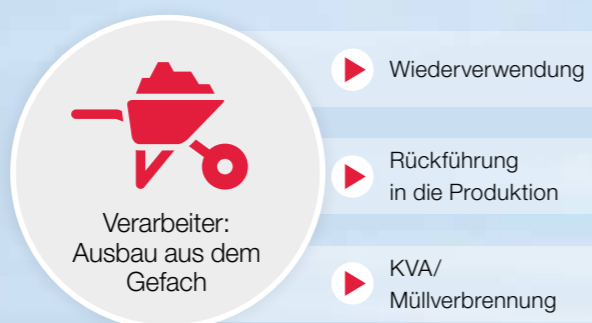 Verarbeiter:
Ausbau aus dem
Gefach
Wiederverwendung
Rückführung
in die Produktion
KVA/
Müllverbrennung